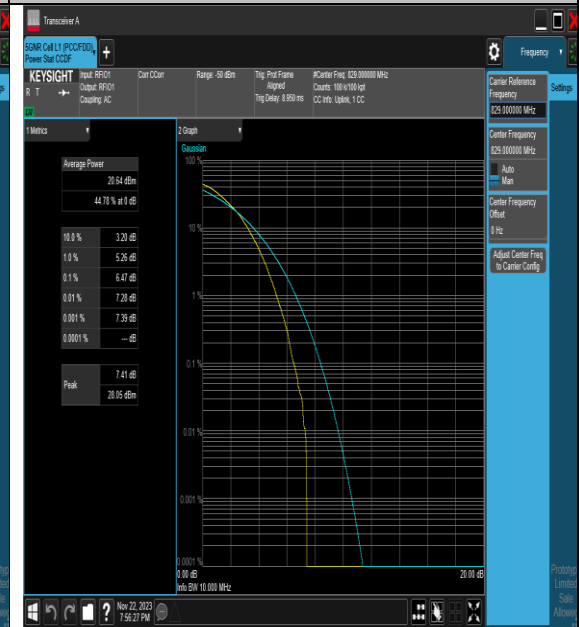 Transceiver A
5GNR Cell L1 (PCC/FDD)
Power Stat CCDF
+
Frequency
KEYSIGHT
R T
Input: RFIO1
Output: RFIO1
Coupling: AC
Corr CCorr
Range: -50 dBm
Trig: Prot Frame
Aligned
Trig Delay: 8.950 ms
#Center Freq: 829.000000 MHz
Counts: 100 k/100 kpt
CC Info: Uplink, 1 CC
Settings
Carrier Reference
Frequency
829.000000 MHz
Center Frequency
829.000000 MHz
Auto
Man
Center Frequency
Offset
0 Hz
Adjust Center Freq
to Carrier Config
1 Metrics
Average Power
20.64 dBm
44.78 % at 0 dB
10.0 % 3.20 dB
1.0 % 5.26 dB
0.1 % 6.47 dB
0.01 % 7.28 dB
0.001 % 7.39 dB
0.0001 % --- dB
Peak
7.41 dB
28.05 dBm
2 Graph
Gaussian
100 %
10 %
1 %
0.1 %
0.01 %
0.001 %
0.0001 %
0.00 dB
20.00 dB
Info BW 10.000 MHz
?
Nov 22, 2023
7:56:27 PM
Limited
Sale